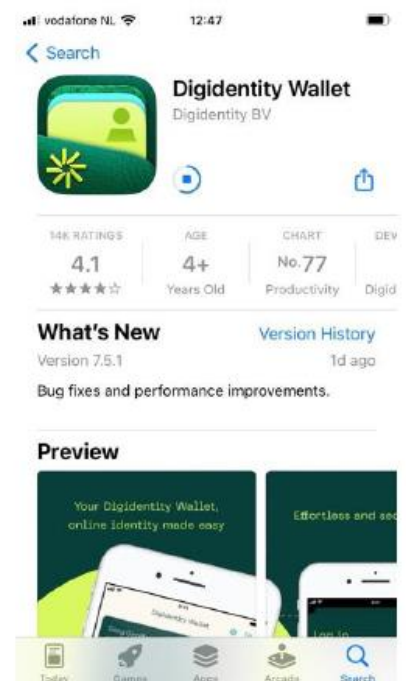 vodafone NL 12:47
Search
Digidentity Wallet
Digidentity BV
14K RATINGS AGE CHART DEV
4.1 4+ No.77
Years Old Productivity Digid
What's New Version History
Version 7.5.1 1d ago
Bug fixes and performance improvements.
Preview
Your Digidentity Wallet,
online identity made easy
Effortless and sec
Digidentity Wallet
Log in
Today Games Apps Arcade Search